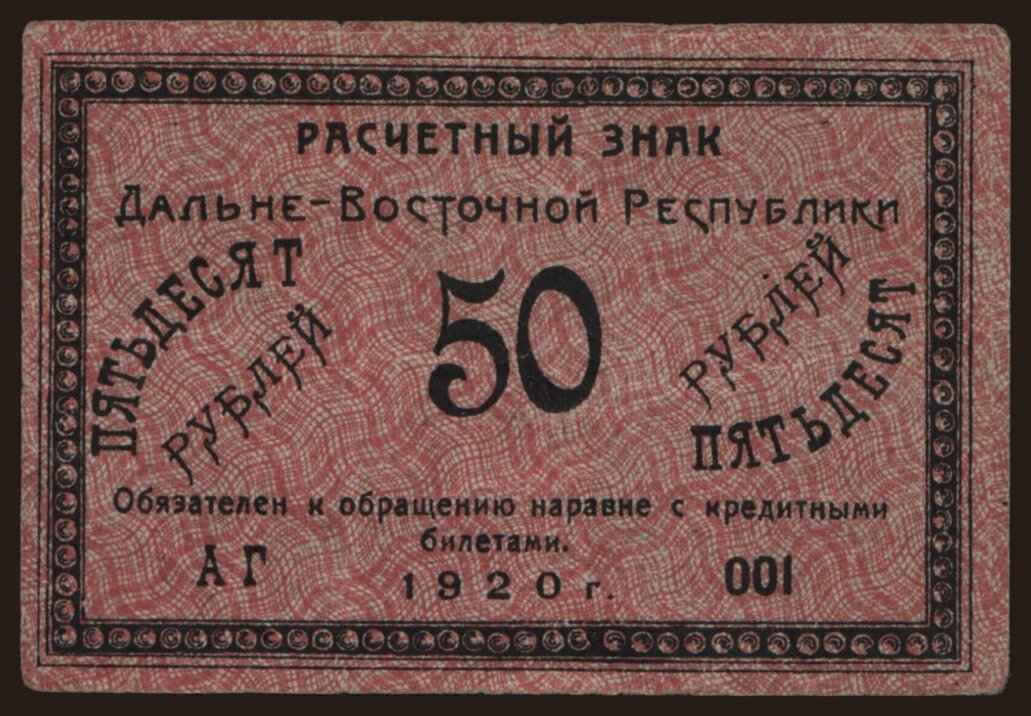 РАСЧЕТНЫЙ ЗНАК
ДАЛЬНЕ-ВОСТОЧНОЙ РЕСПУБЛИКИ
ПЯТЬДЕСЯТ
РУБЛЕЙ
50
РУБЛЕЙ
ПЯТЬДЕСЯТ
Обязателен к обращению наравне с кредитными
билетами.
АГ 001
1920 г.